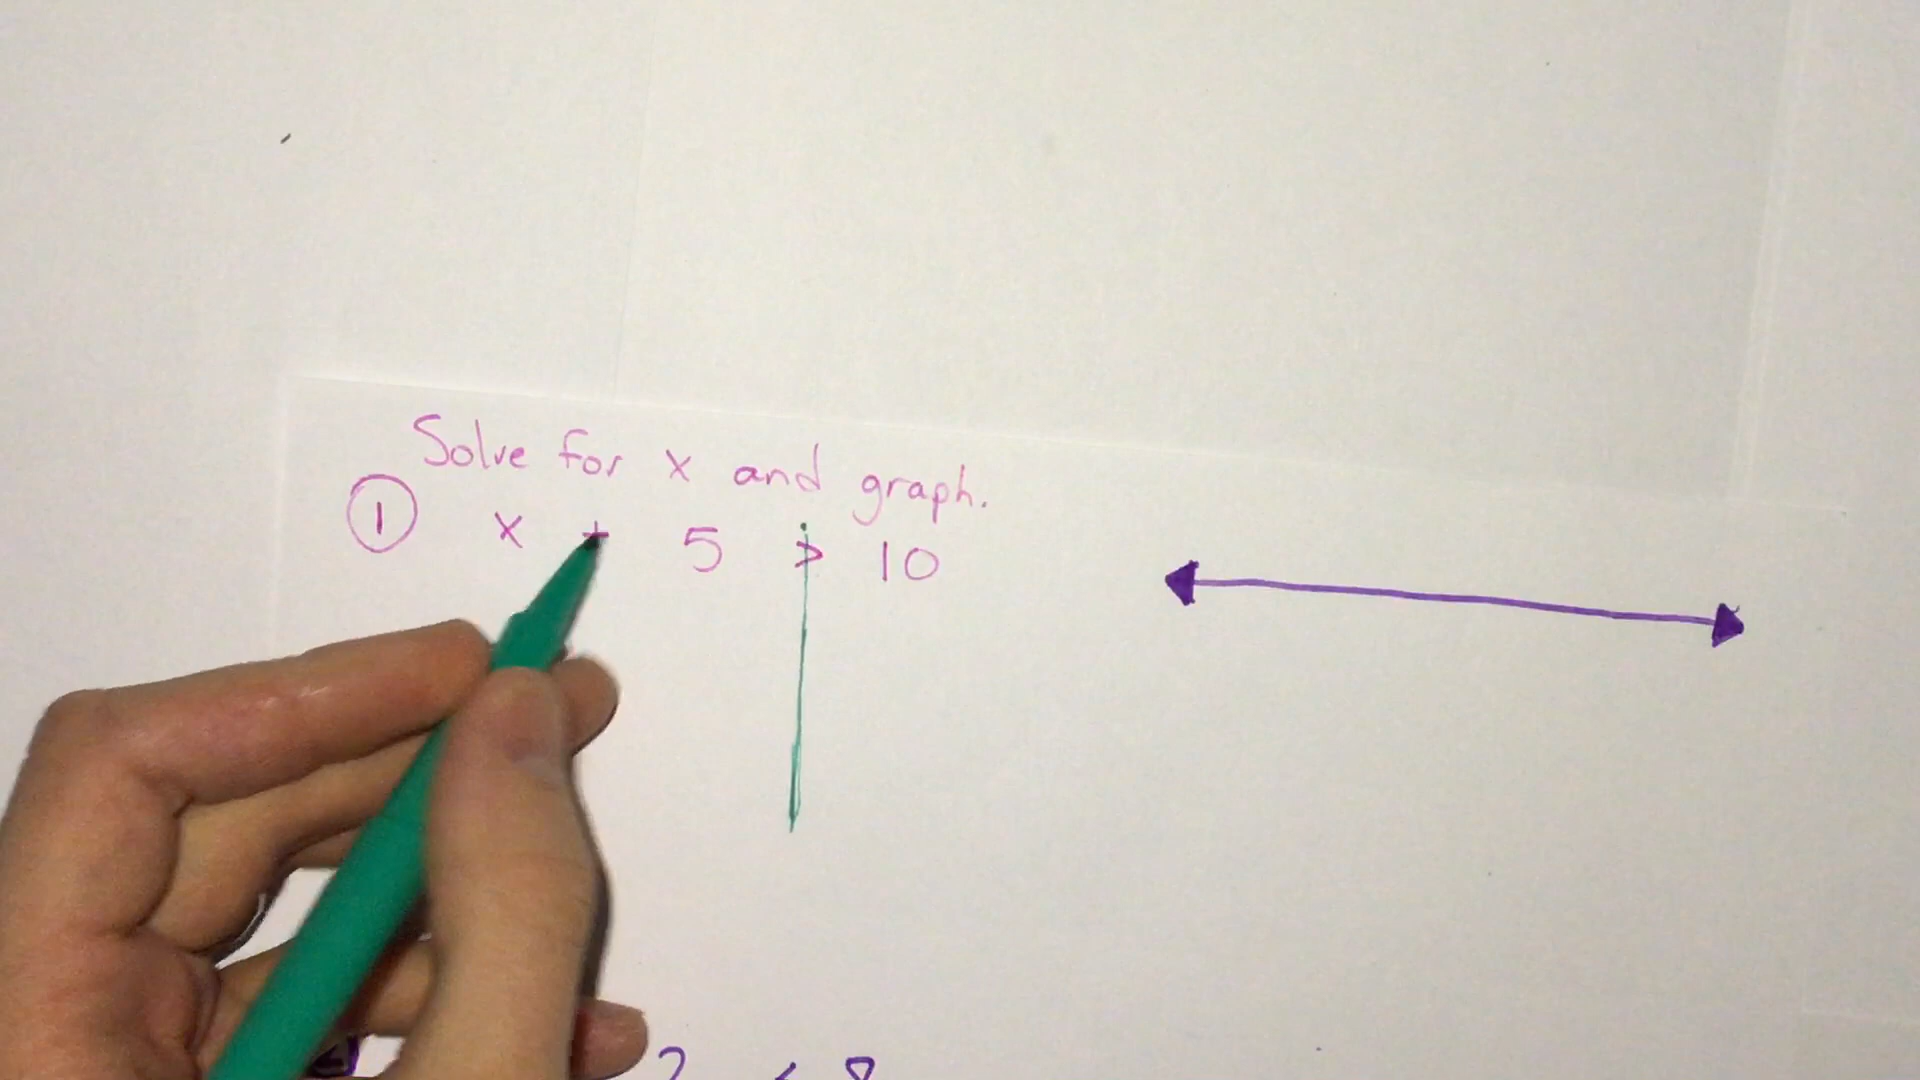 Solve for x and graph.
① x + 5 > 10